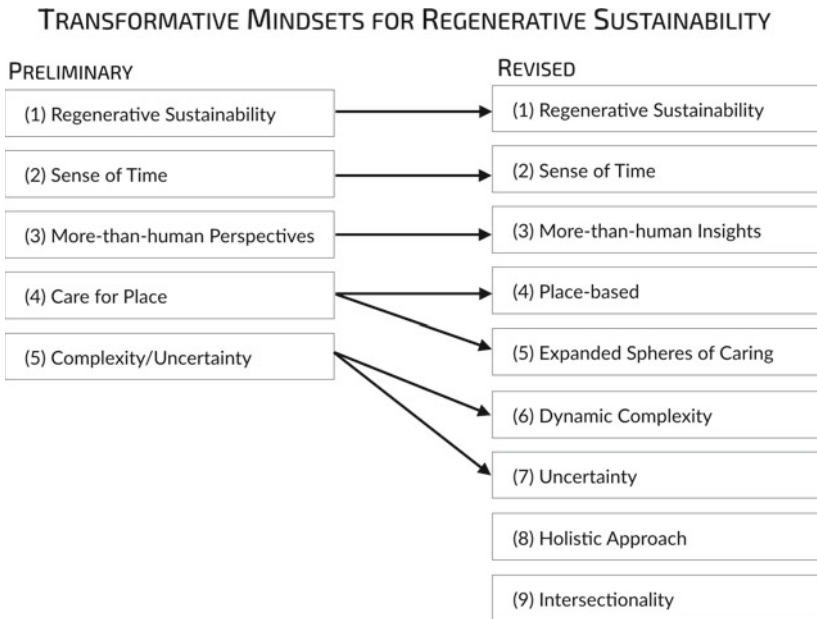 TRANSFORMATIVE MINDSETS FOR REGENERATIVE SUSTAINABILITY
PRELIMINARY
(1) Regenerative Sustainability
(2) Sense of Time
(3) More-than-human Perspectives
(4) Care for Place
(5) Complexity/Uncertainty
REVISED
(1) Regenerative Sustainability
(2) Sense of Time
(3) More-than-human Insights
(4) Place-based
(5) Expanded Spheres of Caring
(6) Dynamic Complexity
(7) Uncertainty
(8) Holistic Approach
(9) Intersectionality